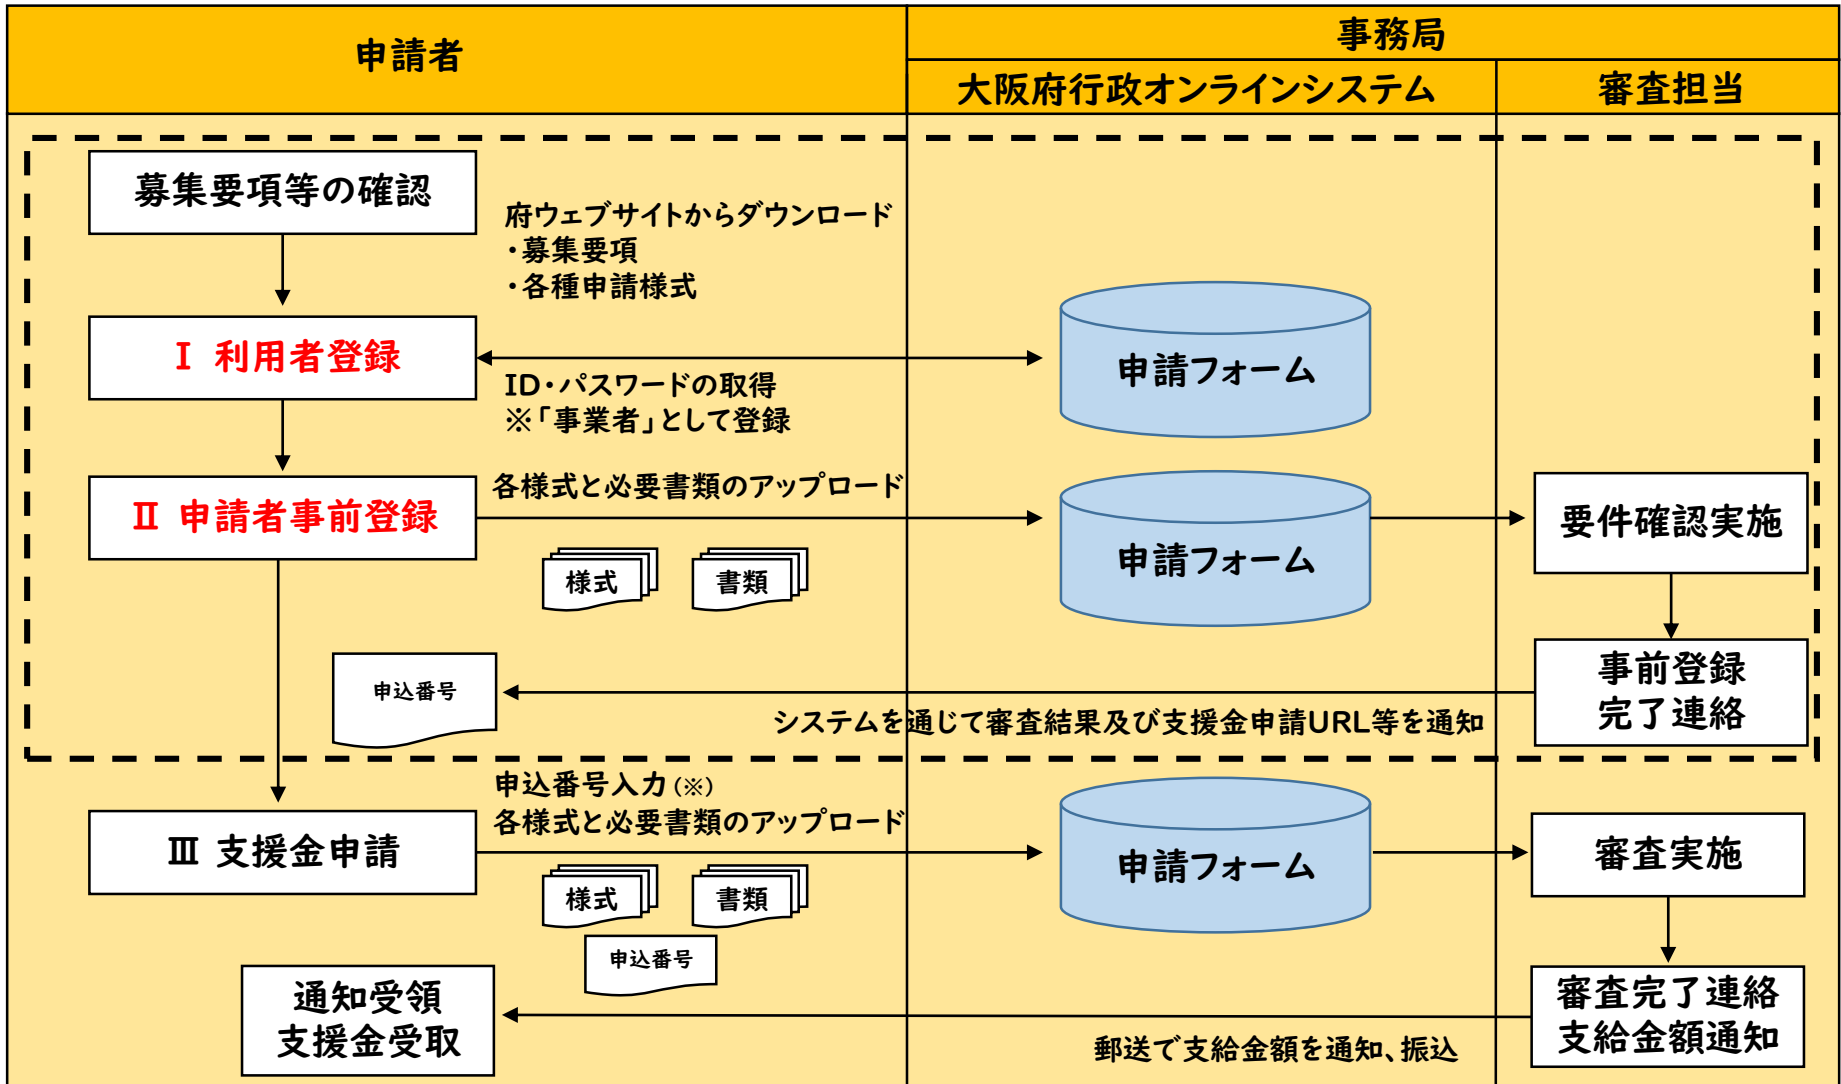 申請者
事務局
大阪府行政オンラインシステム
審査担当
募集要項等の確認
府ウェブサイトからダウンロード
・募集要項
・各種申請様式
Ⅰ 利用者登録
申請フォーム
ID・パスワードの取得
※「事業者」として登録
各様式と必要書類のアップロード
Ⅱ 申請者事前登録
申請フォーム
要件確認実施
様式
書類
事前登録
完了連絡
申込番号
システムを通じて審査結果及び支援金申請URL等を通知
申込番号入力(※)
各様式と必要書類のアップロード
Ⅲ 支援金申請
申請フォーム
審査実施
様式
書類
申込番号
通知受領
支援金受取
審査完了連絡
支給金額通知
郵送で支給金額を通知、振込